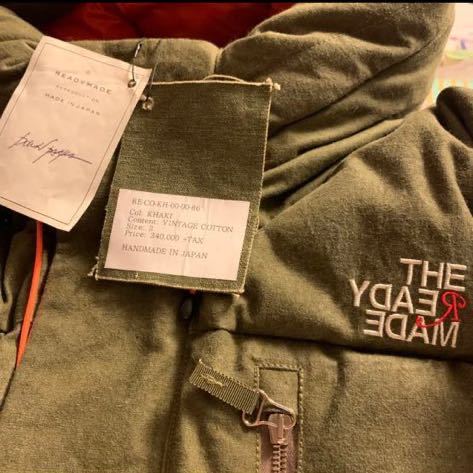 READYMADE
MADE IN JAPAN
RE-CO-KH-00-00-86
Col: KHAKI
Content: VINTAGE COTTON
Size: 3
Price: 340,000 +TAX
HANDMADE IN JAPAN
THE
READY
MADE